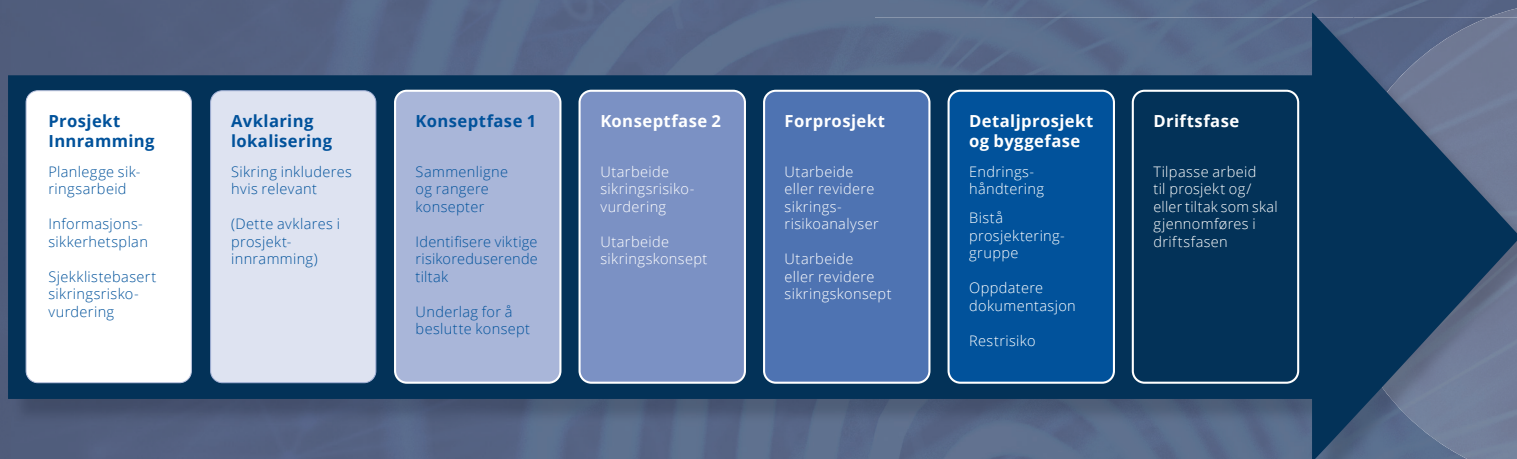 Prosjekt
Innramming
Planlegge sik-
ringsarbeid
Informasjons-
sikkerhetsplan
Sjekklistebasert
sikringsrisko-
vurdering
Avklaring
lokalisering
Sikring inkluderes
hvis relevant
(Dette avklares i
prosjekt-
innramming)
Konseptfase 1
Sammenligne
og rangere
konsepter
Identifisere viktige
risikoreduserende
tiltak
Underlag for å
beslutte konsept
Konseptfase 2
Utarbeide
sikringsrisiko-
vurdering
Utarbeide
sikringskonsept
Forprosjekt
Utarbeide
eller revidere
sikrings-
risikoanalyser
Utarbeide
eller revidere
sikringskonsept
Detaljprosjekt
og byggefase
Endrings-
håndtering
Bistå
prosjektering-
gruppe
Oppdatere
dokumentasjon
Restrisiko
Driftsfase
Tilpasse arbeid
til prosjekt og/
eller tiltak som skal
gjennomføres i
driftsfasen